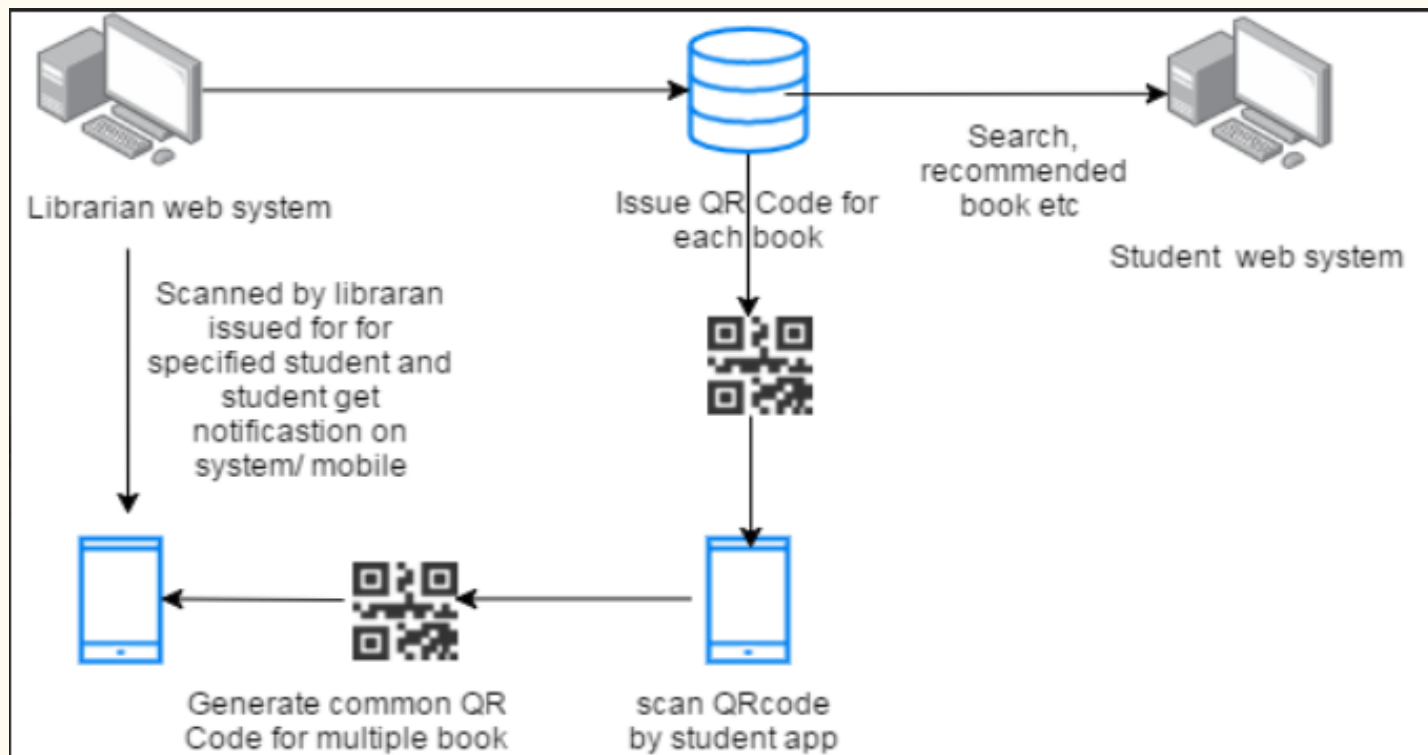 Librarian web system
Issue QR Code for
each book
Search,
recommended
book etc
Student web system
Scanned by libraran
issued for for
specified student and
student get
notificastion on
system/ mobile
Generate common QR
Code for multiple book
scan QRcode
by student app